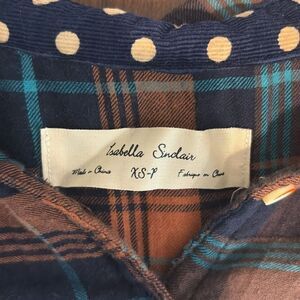 Isabella Sinclair
Made in China XS-P Fabriqué en Chine